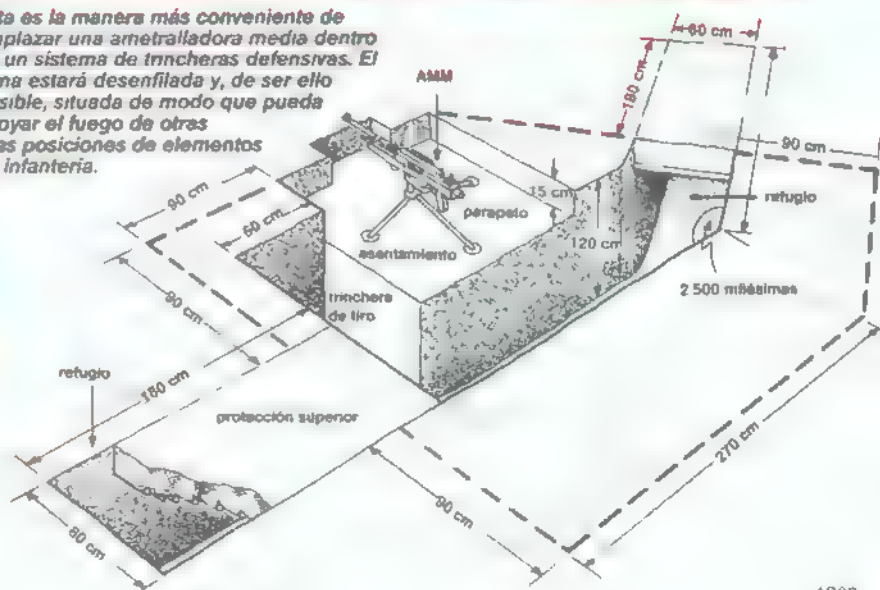 ta es la manera más conveniente de
mplazar una ametralladora media dentro
un sistema de trincheras defensivas. El
ma estará desenfilada y, de ser ello
sible, situada de modo que pueda
oyar el fuego de otras
as posiciones de elementos
infantería.
60 cm
AMM
180 cm
90 cm
15 cm
refugio
parapeto
90 cm
60 cm
120 cm
asentamiento
2 500 milésimas
trinchera
de tiro
90 cm
refugio
180 cm
protección superior
270 cm
90 cm
60 cm